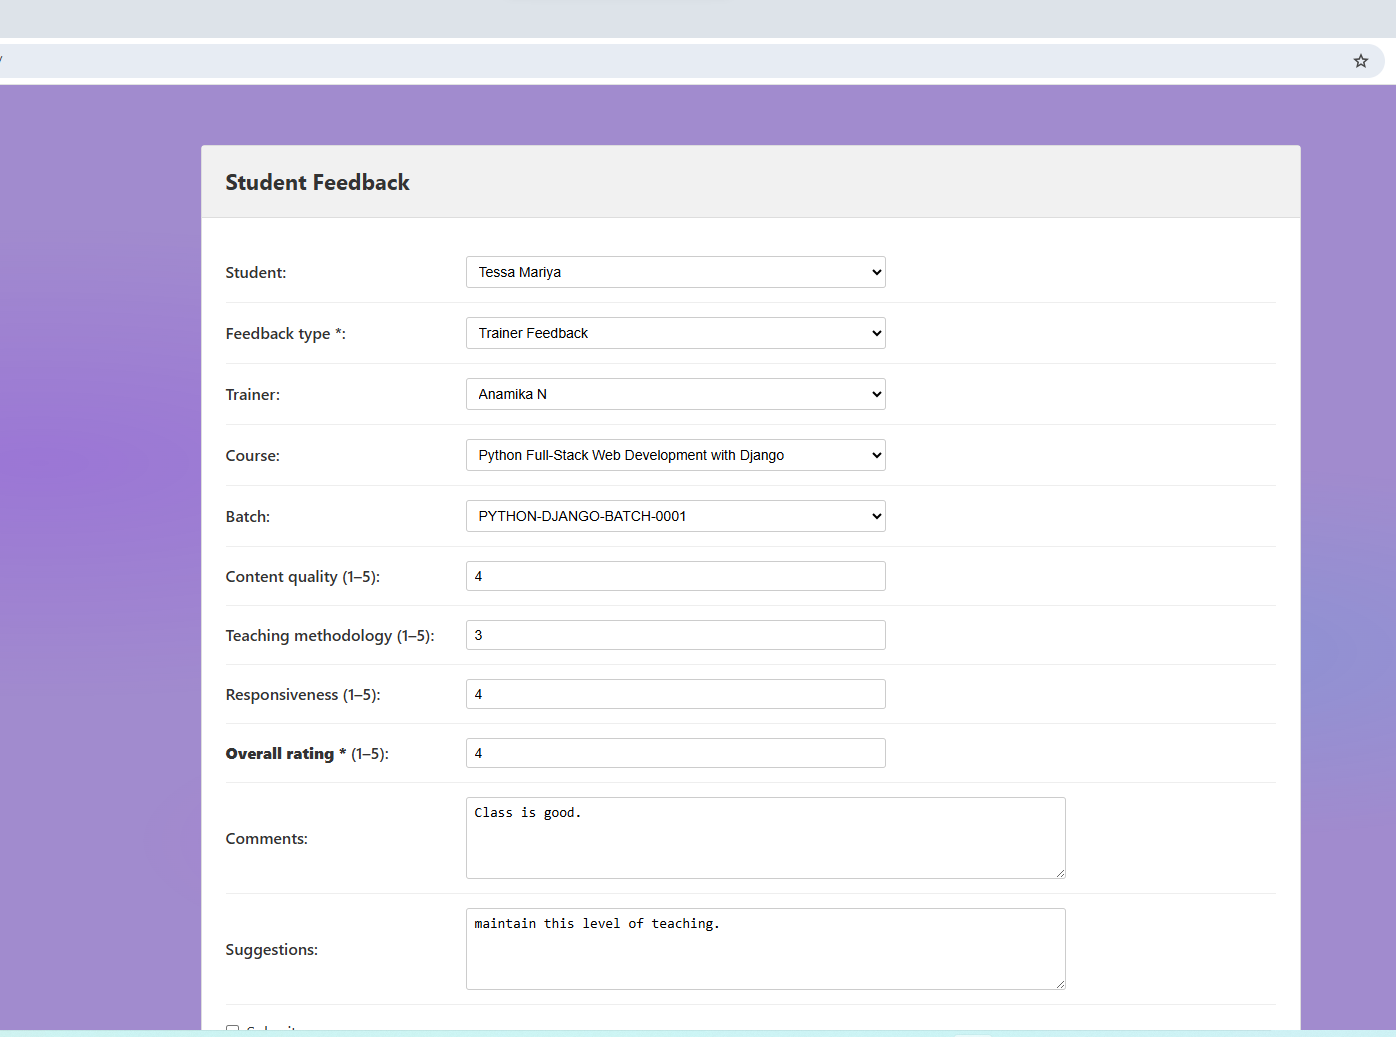 Student Feedback
Student: Tessa Mariya
Feedback type *: Trainer Feedback
Trainer: Anamika N
Course: Python Full-Stack Web Development with Django
Batch: PYTHON-DJANGO-BATCH-0001
Content quality (1–5): 4
Teaching methodology (1–5): 3
Responsiveness (1–5): 4
Overall rating * (1–5): 4
Comments: Class is good.
Suggestions: maintain this level of teaching.